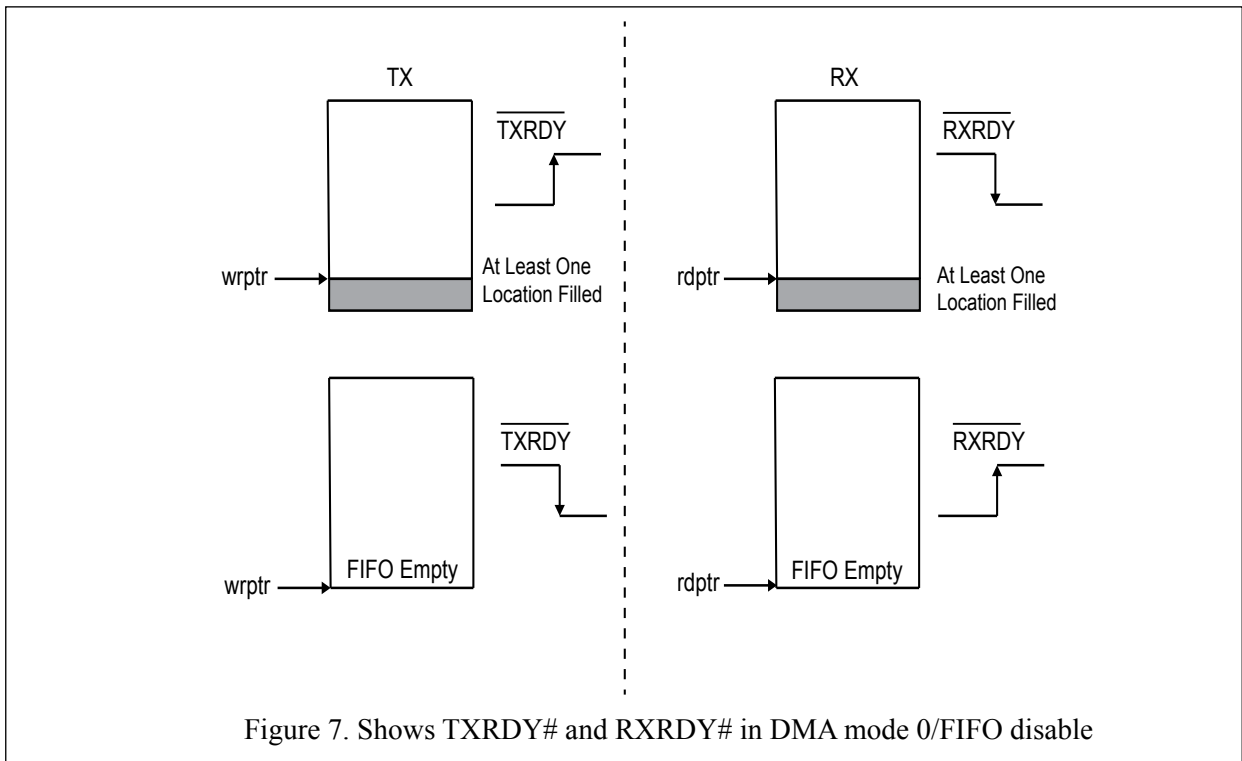 TX
TXRDY
wrptr
At Least One
Location Filled
TXRDY
FIFO Empty
wrptr
RX
RXRDY
rdptr
At Least One
Location Filled
RXRDY
FIFO Empty
rdptr
Figure 7. Shows TXRDY# and RXRDY# in DMA mode 0/FIFO disable